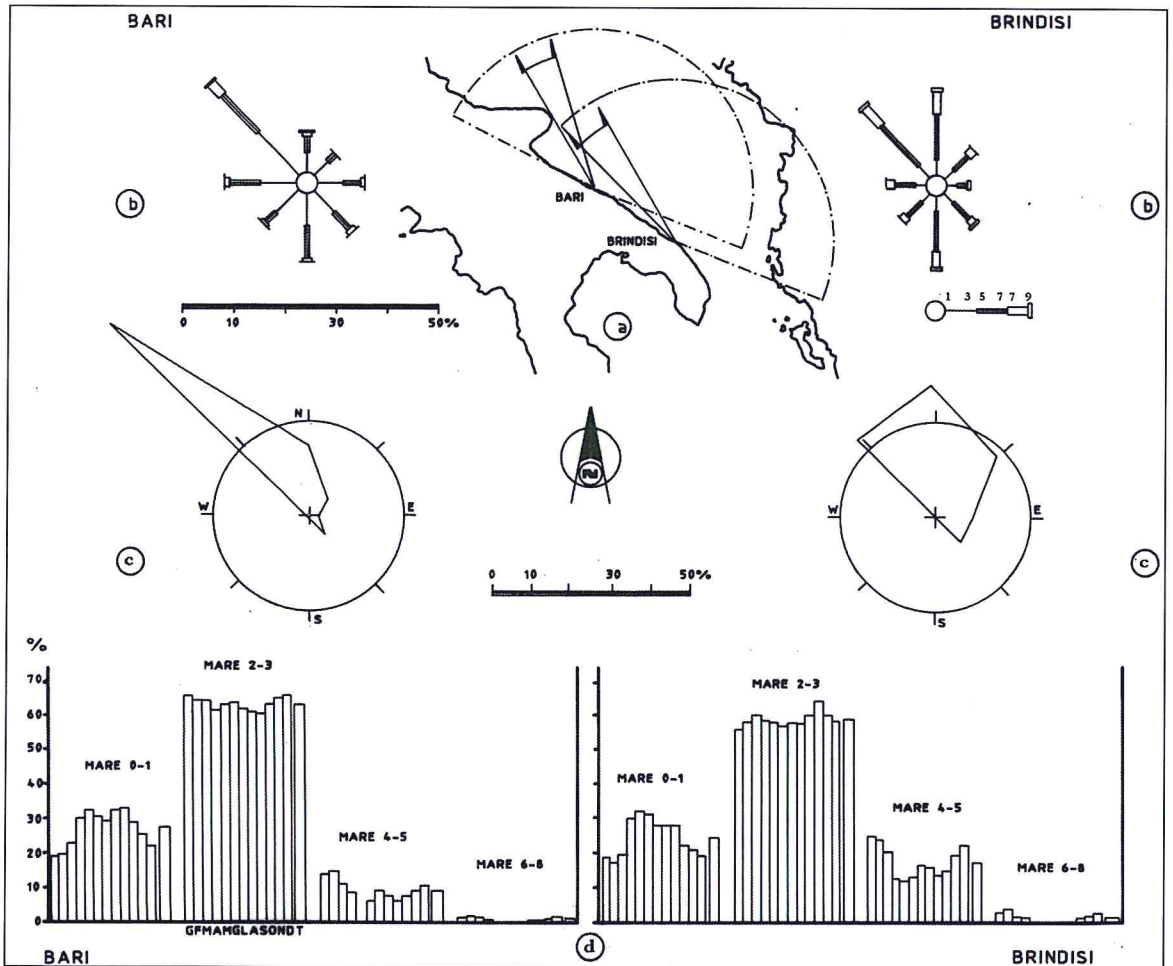 BARI
BRINDISI
b
BARI
BRINDISI
a
b
0 10 30 50%
1 3 5 7 7 9
N
W E
S
c
W E
S
c
0 10 30 50%
%
70
60
50
40
30
20
10
0
MARE 0-1
MARE 2-3
MARE 4-5
MARE 6-8
GFMAMGLASONDT
MARE 0-1
MARE 2-3
MARE 4-5
MARE 6-8
d
BARI
BRINDISI